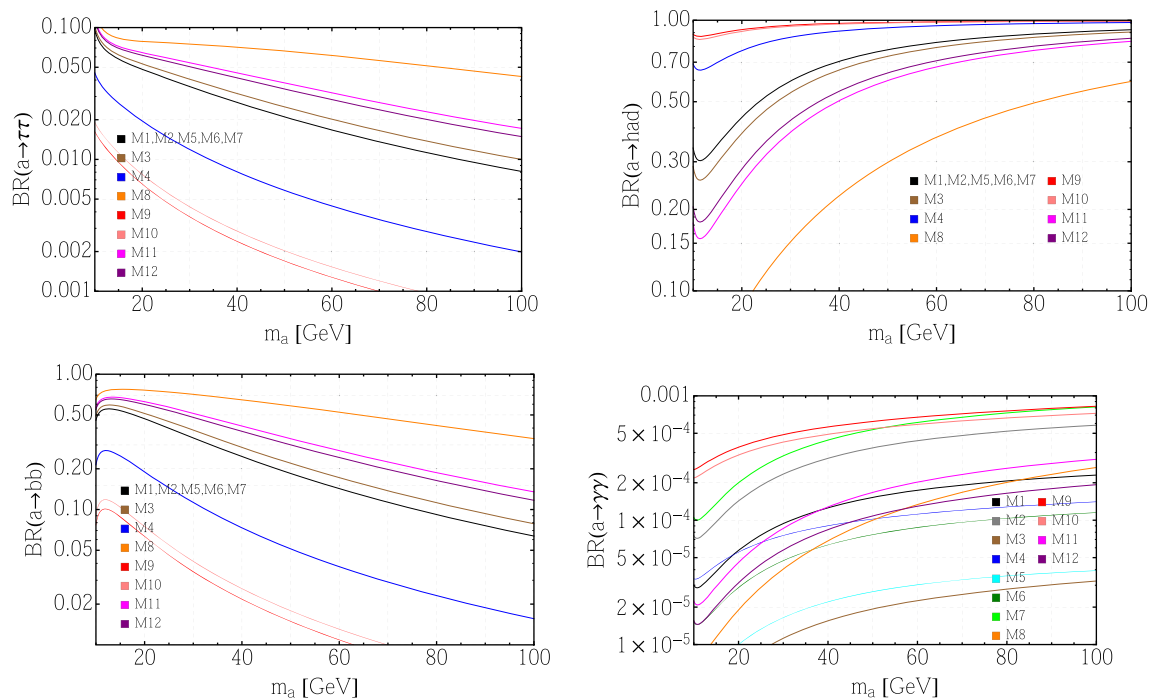 BR(a→ττ)
0.100
0.050
0.020
0.010
0.005
0.002
0.001
M1,M2,M5,M6,M7
M3
M4
M8
M9
M10
M11
M12
20 40 60 80 100
m_a [GeV]
BR(a→had)
1.00
0.70
0.50
0.30
0.20
0.15
0.10
M1,M2,M5,M6,M7 M9
M3 M10
M4 M11
M8 M12
20 40 60 80 100
m_a [GeV]
BR(a→bb)
1.00
0.50
0.20
0.10
0.05
0.02
M1,M2,M5,M6,M7
M3
M4
M8
M9
M10
M11
M12
20 40 60 80 100
m_a [GeV]
BR(a→γγ)
0.001
5×10⁻⁴
2×10⁻⁴
1×10⁻⁴
5×10⁻⁵
2×10⁻⁵
1×10⁻⁵
M1 M9
M2 M10
M3 M11
M4 M12
M5
M6
M7
M8
20 40 60 80 100
m_a [GeV]